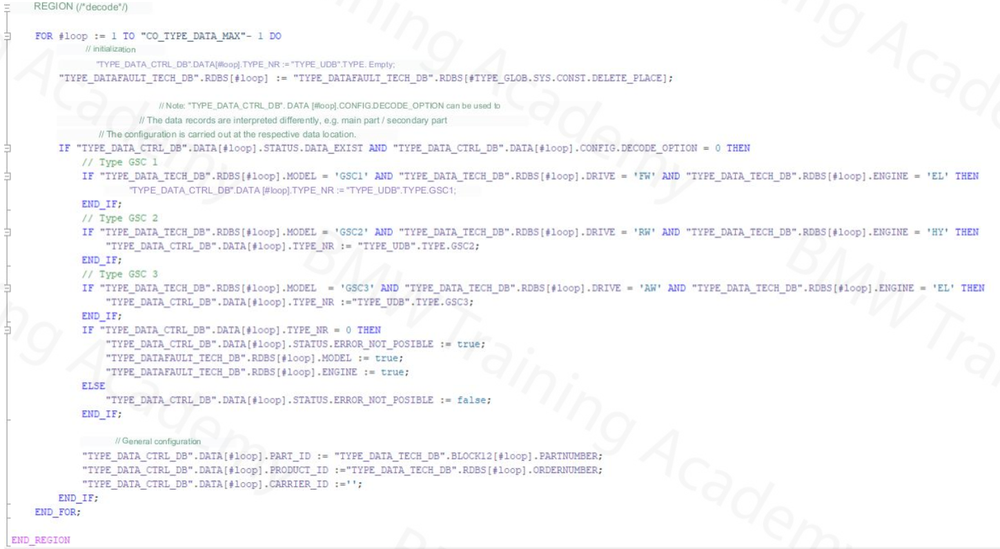 REGION (/*decode*/)
FOR #loop := 1 TO "CO_TYPE_DATA_MAX"- 1 DO
// initialization
"TYPE_DATA_CTRL_DB".DATA[#loop].TYPE_NR := "TYPE_UDB".TYPE. Empty;
"TYPE_DATAFAULT_TECH_DB".RDBS[#loop] := "TYPE_DATAFAULT_TECH_DB".RDBS[#TYPE_GLOB.SYS.CONST.DELETE_PLACE];
// Note: "TYPE_DATA_CTRL_DB". DATA [#loop].CONFIG.DECODE_OPTION can be used to
// The data records are interpreted differently, e.g. main part / secondary part
// The configuration is carried out at the respective data location.
IF "TYPE_DATA_CTRL_DB".DATA[#loop].STATUS.DATA_EXIST AND "TYPE_DATA_CTRL_DB".DATA[#loop].CONFIG.DECODE_OPTION = 0 THEN
// Type GSC 1
IF "TYPE_DATA_TECH_DB".RDBS[#loop].MODEL = 'GSC1' AND "TYPE_DATA_TECH_DB".RDBS[#loop].DRIVE = 'FW' AND "TYPE_DATA_TECH_DB".RDBS[#loop].ENGINE = 'EL' THEN
"TYPE_DATA_CTRL_DB".DATA [#loop].TYPE_NR := "TYPE_UDB".TYPE.GSC1;
END_IF;
// Type GSC 2
IF "TYPE_DATA_TECH_DB".RDBS[#loop].MODEL = 'GSC2' AND "TYPE_DATA_TECH_DB".RDBS[#loop].DRIVE = 'RW' AND "TYPE_DATA_TECH_DB".RDBS[#loop].ENGINE = 'HY' THEN
"TYPE_DATA_CTRL_DB".DATA[#loop].TYPE_NR := "TYPE_UDB".TYPE.GSC2;
END_IF;
// Type GSC 3
IF "TYPE_DATA_TECH_DB".RDBS[#loop].MODEL  = 'GSC3' AND "TYPE_DATA_TECH_DB".RDBS[#loop].DRIVE = 'AW' AND "TYPE_DATA_TECH_DB".RDBS[#loop].ENGINE = 'EL' THEN
"TYPE_DATA_CTRL_DB".DATA[#loop].TYPE_NR :="TYPE_UDB".TYPE.GSC3;
END_IF;
IF "TYPE_DATA_CTRL_DB".DATA[#loop].TYPE_NR = 0 THEN
"TYPE_DATA_CTRL_DB".DATA[#loop].STATUS.ERROR_NOT_POSIBLE := true;
"TYPE_DATAFAULT_TECH_DB".RDBS[#loop].MODEL := true;
"TYPE_DATAFAULT_TECH_DB".RDBS[#loop].ENGINE := true;
ELSE
"TYPE_DATA_CTRL_DB".DATA[#loop].STATUS.ERROR_NOT_POSIBLE := false;
END_IF;
// General configuration
"TYPE_DATA_CTRL_DB".DATA[#loop].PART_ID := "TYPE_DATA_TECH_DB".BLOCK12[#loop].PARTNUMBER;
"TYPE_DATA_CTRL_DB".DATA[#loop].PRODUCT_ID :="TYPE_DATA_TECH_DB".RDBS[#loop].ORDERNUMBER;
"TYPE_DATA_CTRL_DB".DATA[#loop].CARRIER_ID :='';
END_IF;
END_FOR;
END_REGION
BMW Training Academy